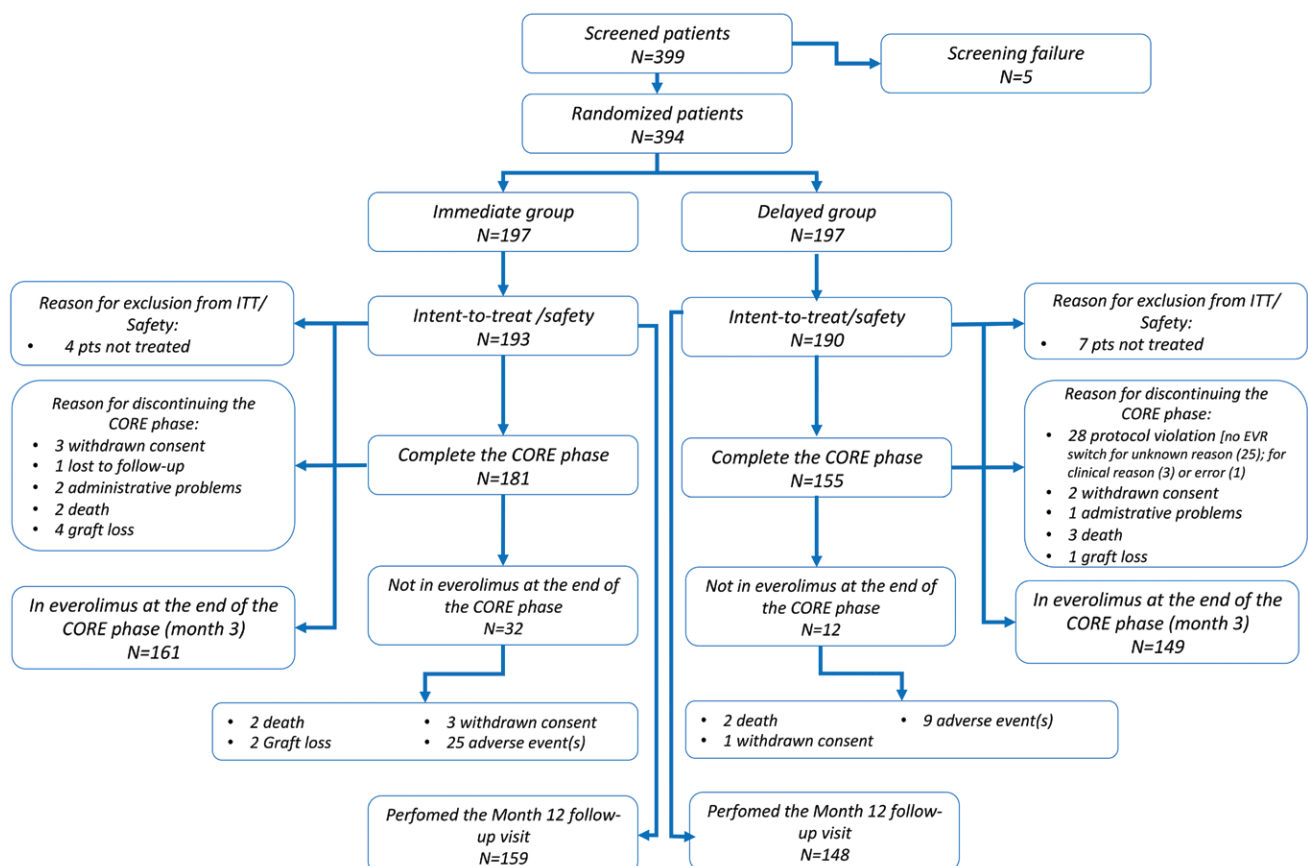 Screened patients
N=399
Screening failure
N=5
Randomized patients
N=394
Immediate group
N=197
Delayed group
N=197
Reason for exclusion from ITT/
Safety:
• 4 pts not treated
Intent-to-treat /safety
N=193
Intent-to-treat/safety
N=190
Reason for exclusion from ITT/
Safety:
• 7 pts not treated
Reason for discontinuing the
CORE phase:
• 3 withdrawn consent
• 1 lost to follow-up
• 2 administrative problems
• 2 death
• 4 graft loss
Complete the CORE phase
N=181
Complete the CORE phase
N=155
Reason for discontinuing the
CORE phase:
• 28 protocol violation [no EVR
switch for unknown reason (25); for
clinical reason (3) or error (1)
• 2 withdrawn consent
• 1 admistrative problems
• 3 death
• 1 graft loss
In everolimus at the end of the
CORE phase (month 3)
N=161
Not in everolimus at the end of
the CORE phase
N=32
Not in everolimus at the end of
the CORE phase
N=12
In everolimus at the end of the
CORE phase (month 3)
N=149
• 2 death
• 2 Graft loss
• 3 withdrawn consent
• 25 adverse event(s)
• 2 death
• 1 withdrawn consent
• 9 adverse event(s)
Perfomed the Month 12 follow-
up visit
N=159
Perfomed the Month 12 follow-
up visit
N=148